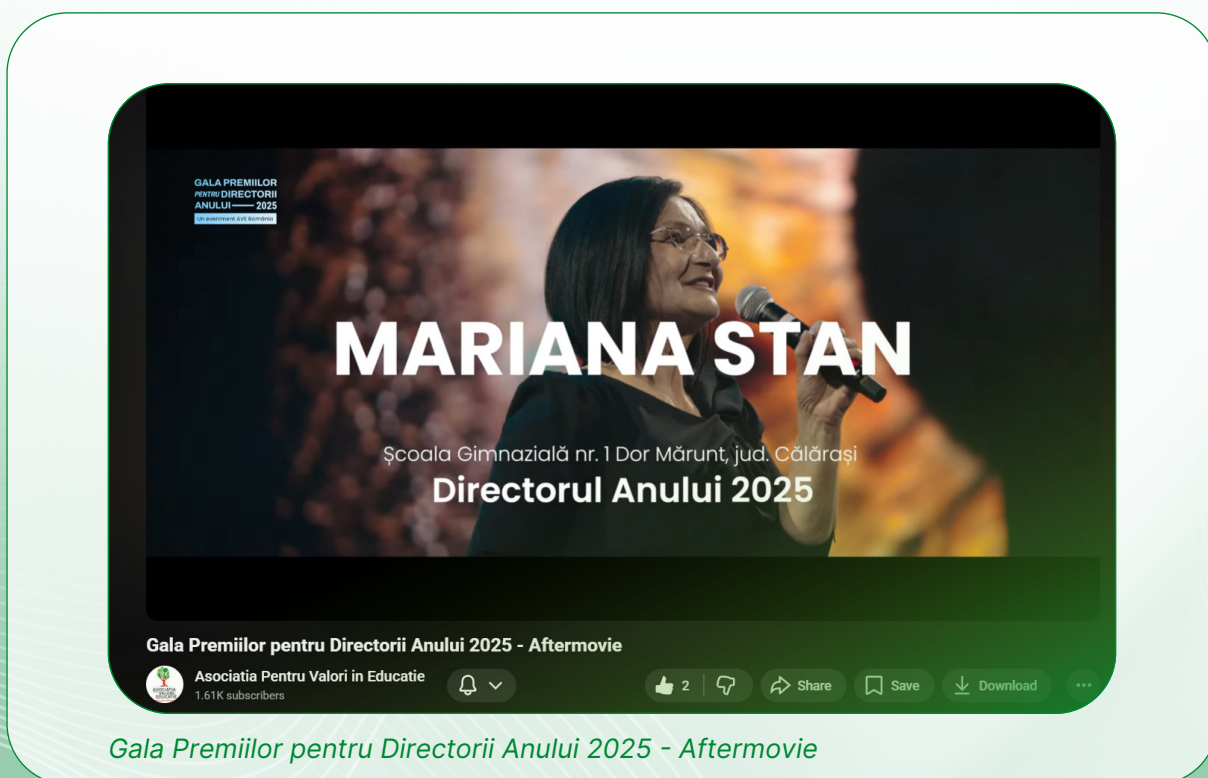 GALA PREMIILOR
PENTRU DIRECTORII
ANULUI — 2025
Un eveniment AVE România
MARIANA STAN
Școala Gimnazială nr. 1 Dor Mărunt, jud. Călărași
Directorul Anului 2025
Gala Premiilor pentru Directorii Anului 2025 - Aftermovie
Asociatia Pentru Valori in Educatie
1.61K subscribers
2
Share
Save
Download
Gala Premiilor pentru Directorii Anului 2025 - Aftermovie